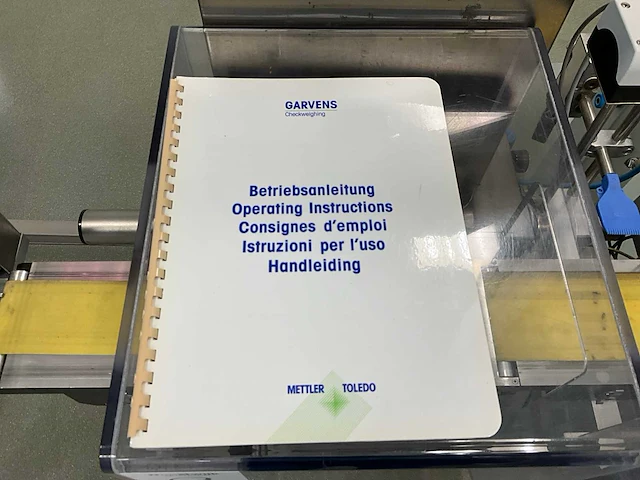 GARVENS
Checkweighing
Betriebsanleitung
Operating Instructions
Consignes d'emploi
Istruzioni per l'uso
Handleiding
METTLER TOLEDO